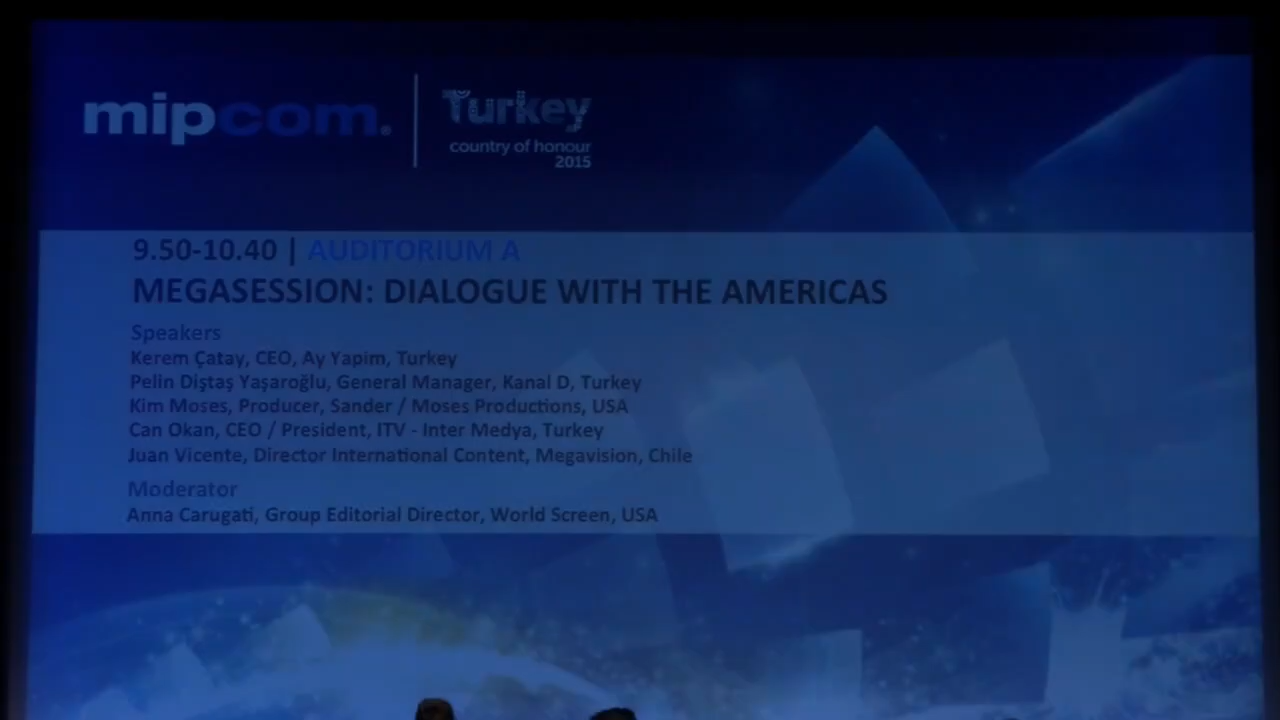 mipcom.
Turkey
country of honour
2015
9.50-10.40 | AUDITORIUM A
MEGASESSION: DIALOGUE WITH THE AMERICAS
Speakers
Kerem Çatay, CEO, Ay Yapim, Turkey
Pelin Diştaş Yaşaroğlu, General Manager, Kanal D, Turkey
Kim Moses, Producer, Sander / Moses Productions, USA
Can Okan, CEO / President, ITV - Inter Medya, Turkey
Juan Vicente, Director International Content, Megavision, Chile
Moderator
Anna Carugati, Group Editorial Director, World Screen, USA